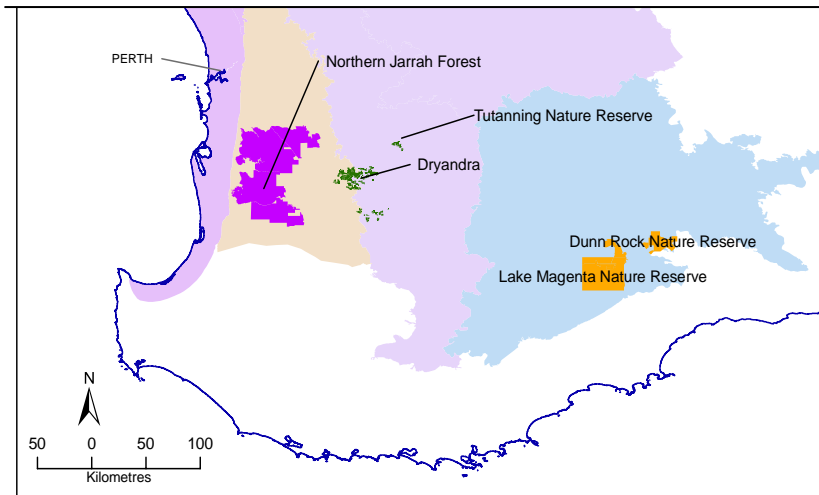 PERTH
Northern Jarrah Forest
Tutanning Nature Reserve
Dryandra
Dunn Rock Nature Reserve
Lake Magenta Nature Reserve
N
50 0 50 100
Kilometres